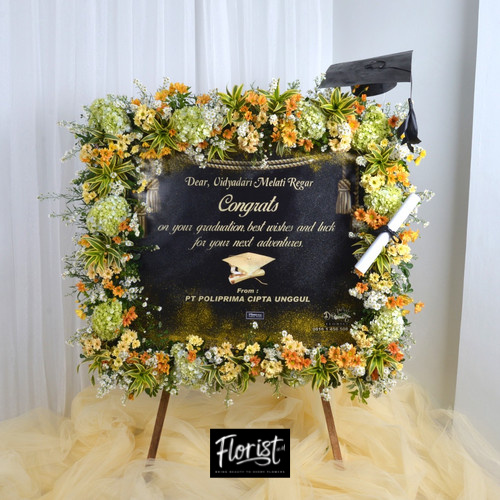 Dear, Vidyadari Melati Regar
Congrats
on your graduation, best wishes and luck
for your next adventures.
From :
PT POLIPRIMA CIPTA UNGGUL
Florist